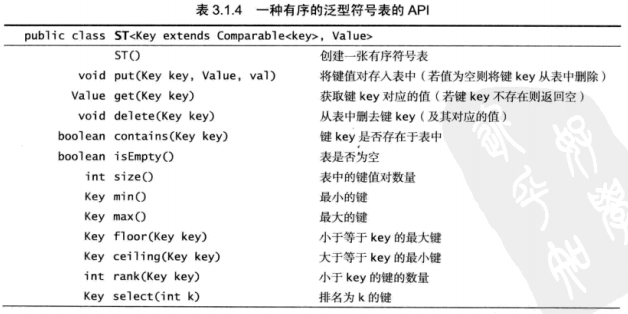 表 3.1.4 一种有序的泛型符号表的 API
public class ST<Key extends Comparable<key>, Value>
ST() 创建一张有序符号表
void put(Key key, Value, val) 将键值对存入表中（若值为空则将键 key 从表中删除）
Value get(Key key) 获取键 key 对应的值（若键 key 不存在则返回空）
void delete(Key key) 从表中删去键 key（及其对应的值）
boolean contains(Key key) 键 key 是否存在于表中
boolean isEmpty() 表是否为空
int size() 表中的键值对数量
Key min() 最小的键
Key max() 最大的键
Key floor(Key key) 小于等于 key 的最大键
Key ceiling(Key key) 大于等于 key 的最小键
int rank(Key key) 小于 key 的键的数量
Key select(int k) 排名为 k 的键